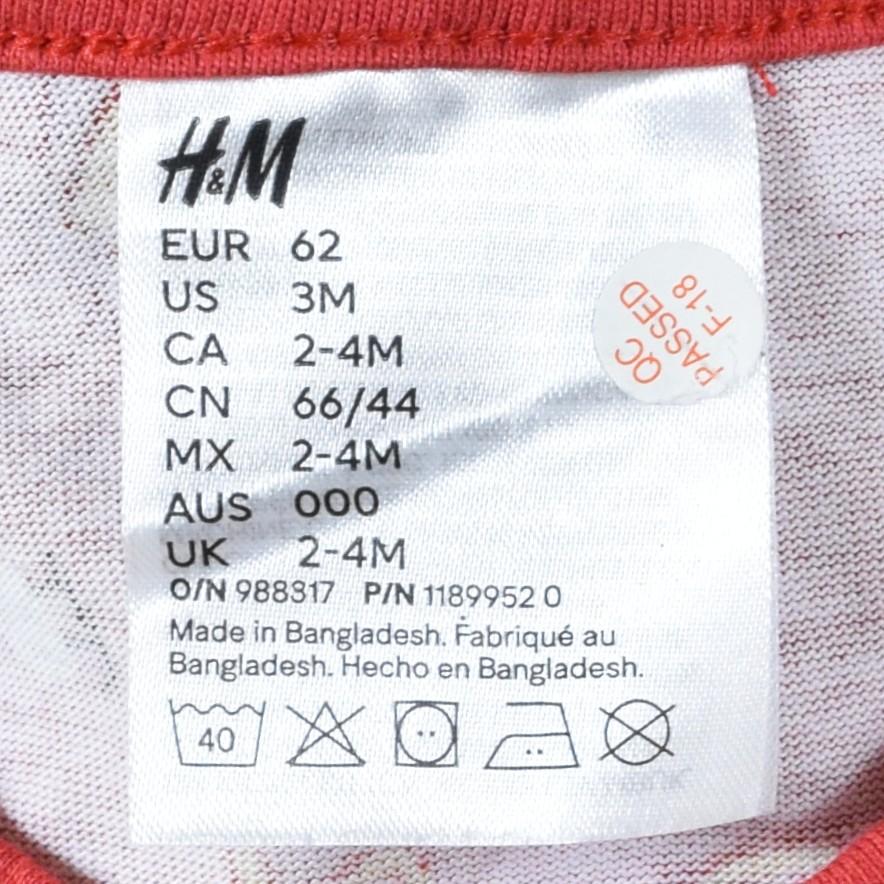 H&M
EUR 62
US 3M
CA 2-4M
CN 66/44
MX 2-4M
AUS 000
UK 2-4M
O/N 988317 P/N 1189952 0
Made in Bangladesh. Fabriqué au
Bangladesh. Hecho en Bangladesh.
40
QC
PASSED
F-18